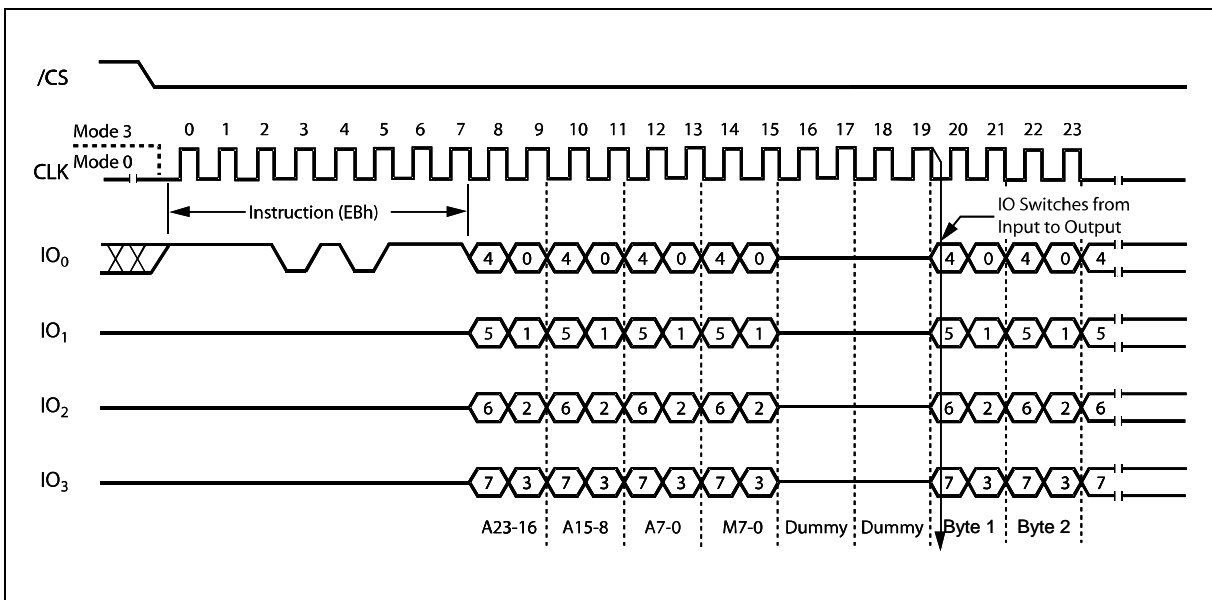 /CS
Mode 3
0 1 2 3 4 5 6 7 8 9 10 11 12 13 14 15 16 17 18 19 20 21 22 23
CLK
Mode 0
Instruction (EBh)
IO Switches from
Input to Output
IO0
4 0 4 0 4 0 4 0 4 0 4 0 4
IO1
5 1 5 1 5 1 5 1 5 1 5 1 5
IO2
6 2 6 2 6 2 6 2 6 2 6 2 6
IO3
7 3 7 3 7 3 7 3 7 3 7 3 7
A23-16 A15-8 A7-0 M7-0 Dummy Dummy Byte 1 Byte 2